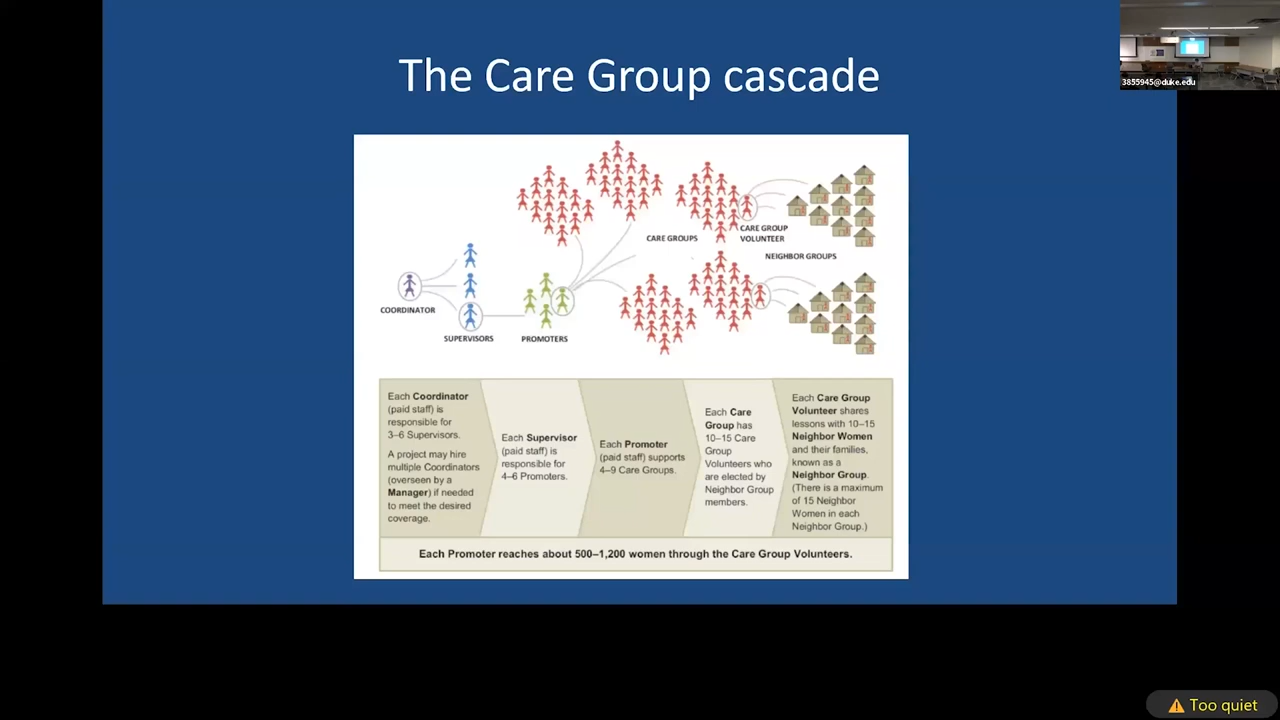 The Care Group cascade
3855945@duke.edu
CARE GROUPS
CARE GROUP
VOLUNTEER
NEIGHBOR GROUPS
COORDINATOR
SUPERVISORS
PROMOTERS
Each Coordinator
(paid staff) is
responsible for
3–6 Supervisors.
A project may hire
multiple Coordinators
(overseen by a
Manager) if needed
to meet the desired
coverage.
Each Supervisor
(paid staff) is
responsible for
4–6 Promoters.
Each Promoter
(paid staff) supports
4–9 Care Groups.
Each Care
Group has
10–15 Care
Group
Volunteers who
are elected by
Neighbor Group
members.
Each Care Group
Volunteer shares
lessons with 10–15
Neighbor Women
and their families,
known as a
Neighbor Group.
(There is a maximum
of 15 Neighbor
Women in each
Neighbor Group.)
Each Promoter reaches about 500–1,200 women through the Care Group Volunteers.
Too quiet